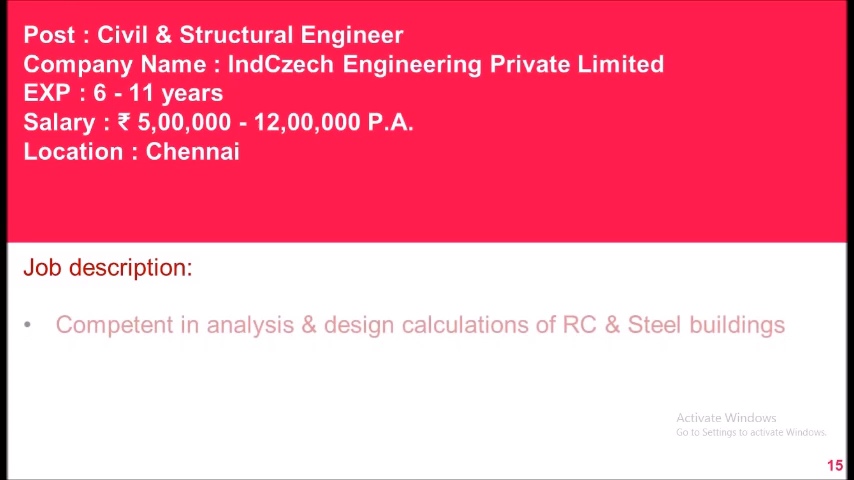 Post : Civil & Structural Engineer
Company Name : IndCzech Engineering Private Limited
EXP : 6 - 11 years
Salary : ₹ 5,00,000 - 12,00,000 P.A.
Location : Chennai
Job description:
• Competent in analysis & design calculations of RC & Steel buildings
Activate Windows
Go to Settings to activate Windows.
15